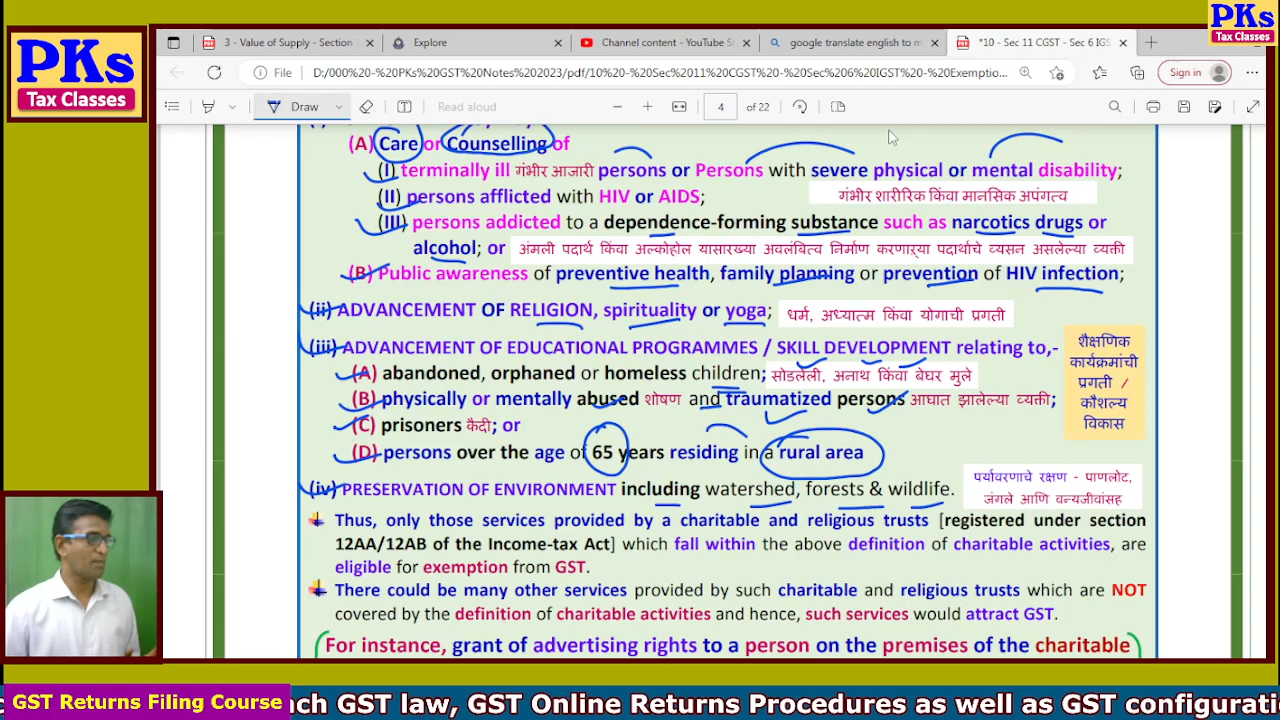 PKs
Tax Classes
PKs
Tax Classes
3 - Value of Supply - Section
Explore
Channel content - YouTube S
google translate english to m
*10 - Sec 11 CGST - Sec 6 IGS
File
D:/000%20-%20PKs%20GST%20Notes%202023/pdf/10%20-%20Sec%2011%20CGST%20-%20Sec%206%20IGST%20-%20Exemptio...
Sign in
Draw
Read aloud
4 of 22
(A) Care or Counselling of
(I) terminally ill गंभीर आजारी persons or Persons with severe physical or mental disability;
(II) persons afflicted with HIV or AIDS; गंभीर शारीरिक किंवा मानसिक अपंगत्व
(III) persons addicted to a dependence-forming substance such as narcotics drugs or
alcohol; or अंमली पदार्थ किंवा अल्कोहोल यासारख्या अवलंबित्व निर्माण करणाऱ्या पदार्थाचे व्यसन असलेल्या व्यक्ती
(B) Public awareness of preventive health, family planning or prevention of HIV infection;
(ii) ADVANCEMENT OF RELIGION, spirituality or yoga; धर्म, अध्यात्म किंवा योगाची प्रगती
(iii) ADVANCEMENT OF EDUCATIONAL PROGRAMMES / SKILL DEVELOPMENT relating to,-
(A) abandoned, orphaned or homeless children; सोडलेली, अनाथ किंवा बेघर मुले
(B) physically or mentally abused शोषण and traumatized persons आघात झालेल्या व्यक्ती;
(C) prisoners कैदी; or
(D) persons over the age of 65 years residing in a rural area
शैक्षणिक
कार्यक्रमांची
प्रगती /
कौशल्य
विकास
(iv) PRESERVATION OF ENVIRONMENT including watershed, forests & wildlife.
पर्यावरणाचे रक्षण - पाणलोट,
जंगले आणि वन्यजीवांसह
Thus, only those services provided by a charitable and religious trusts [registered under section
12AA/12AB of the Income-tax Act] which fall within the above definition of charitable activities, are
eligible for exemption from GST.
There could be many other services provided by such charitable and religious trusts which are NOT
covered by the definition of charitable activities and hence, such services would attract GST.
For instance, grant of advertising rights to a person on the premises of the charitable
GST Returns Filing Course
ach GST law, GST Online Returns Procedures as well as GST configurati